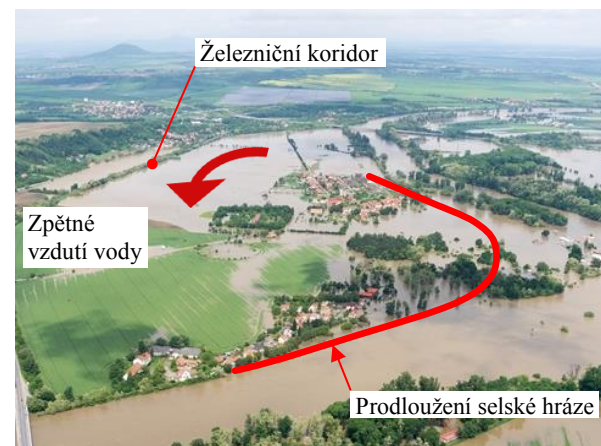 Železniční koridor
Zpětné
vzdutí vody
Prodloužení selské hráze